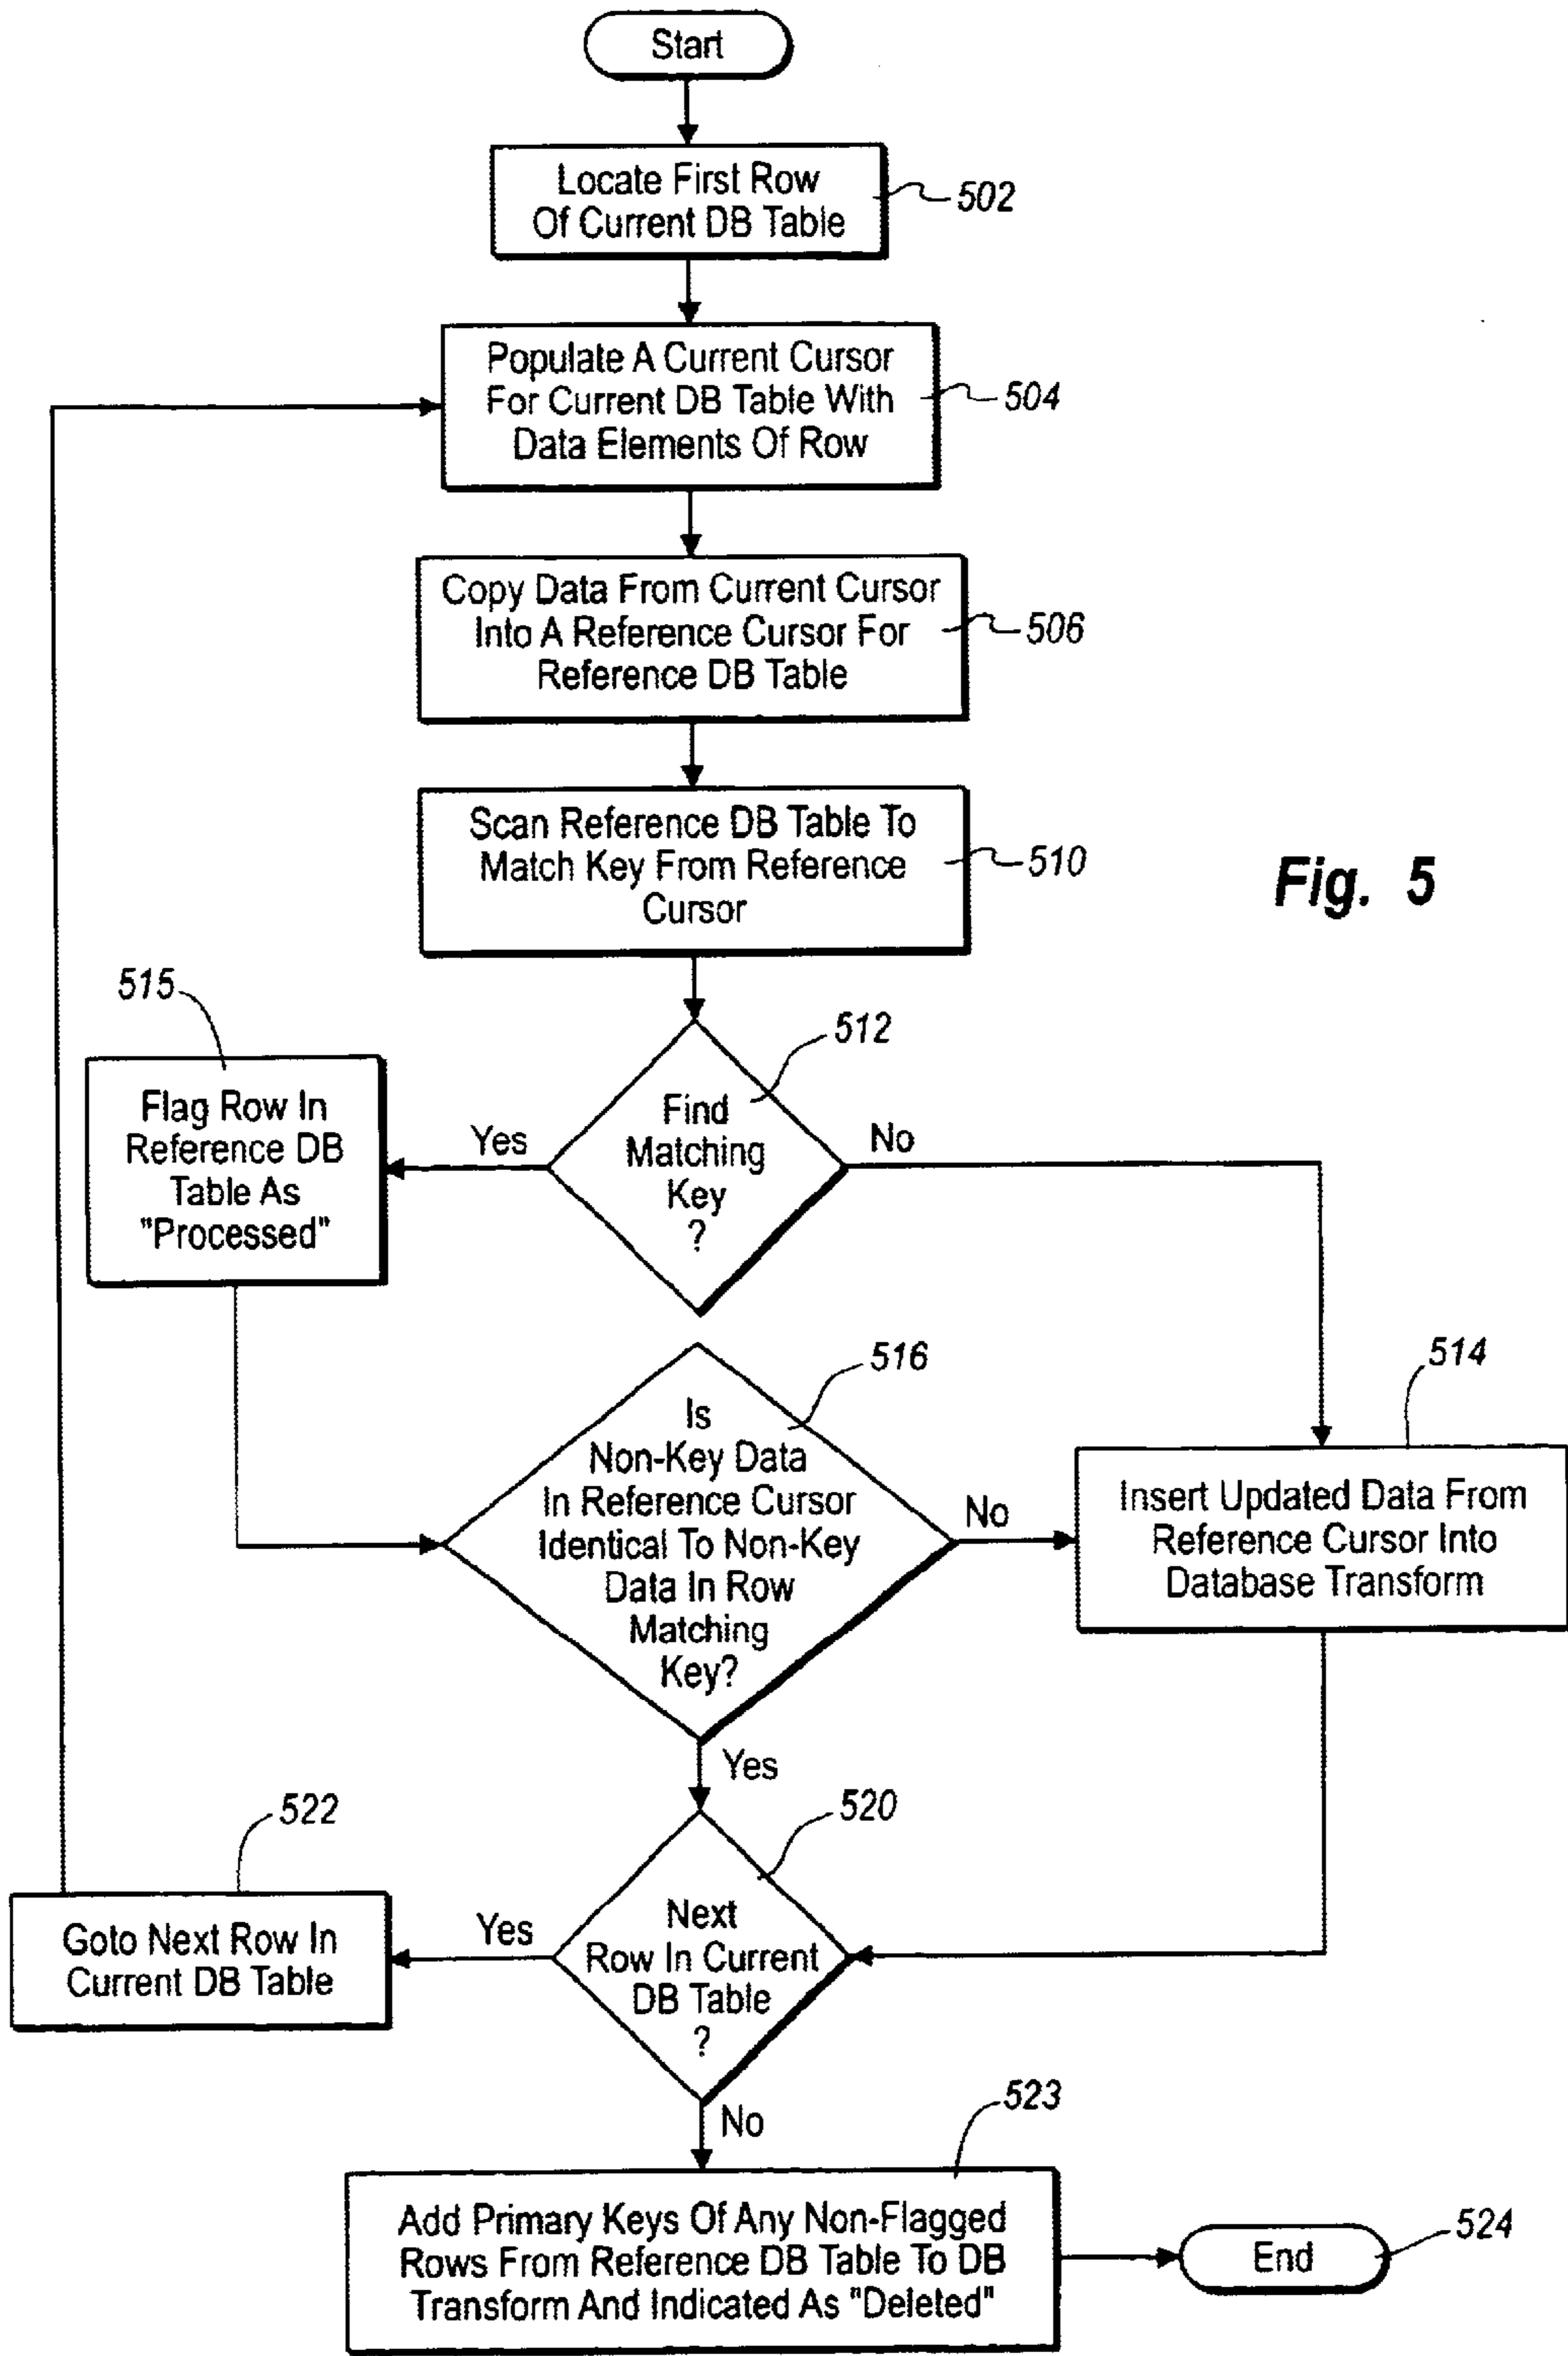 Start
Locate First Row
Of Current DB Table
502
Populate A Current Cursor
For Current DB Table With
Data Elements Of Row
504
Copy Data From Current Cursor
Into A Reference Cursor For
Reference DB Table
506
Scan Reference DB Table To
Match Key From Reference
Cursor
510
Fig. 5
515
Flag Row In
Reference DB
Table As
"Processed"
Yes
512
Find
Matching
Key
?
No
516
Is
Non-Key Data
In Reference Cursor
Identical To Non-Key
Data In Row
Matching
Key?
No
Yes
514
Insert Updated Data From
Reference Cursor Into
Database Transform
522
Goto Next Row In
Current DB Table
Yes
520
Next
Row In Current
DB Table
?
No
523
Add Primary Keys Of Any Non-Flagged
Rows From Reference DB Table To DB
Transform And Indicated As "Deleted"
End
524